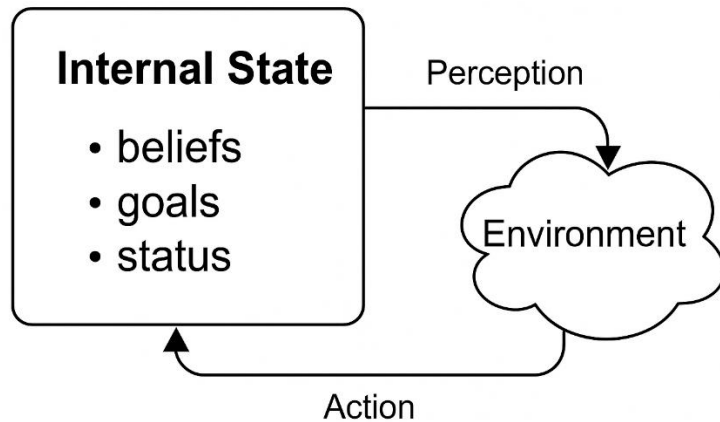 Internal State
Perception
• beliefs
• goals
• status
Environment
Action